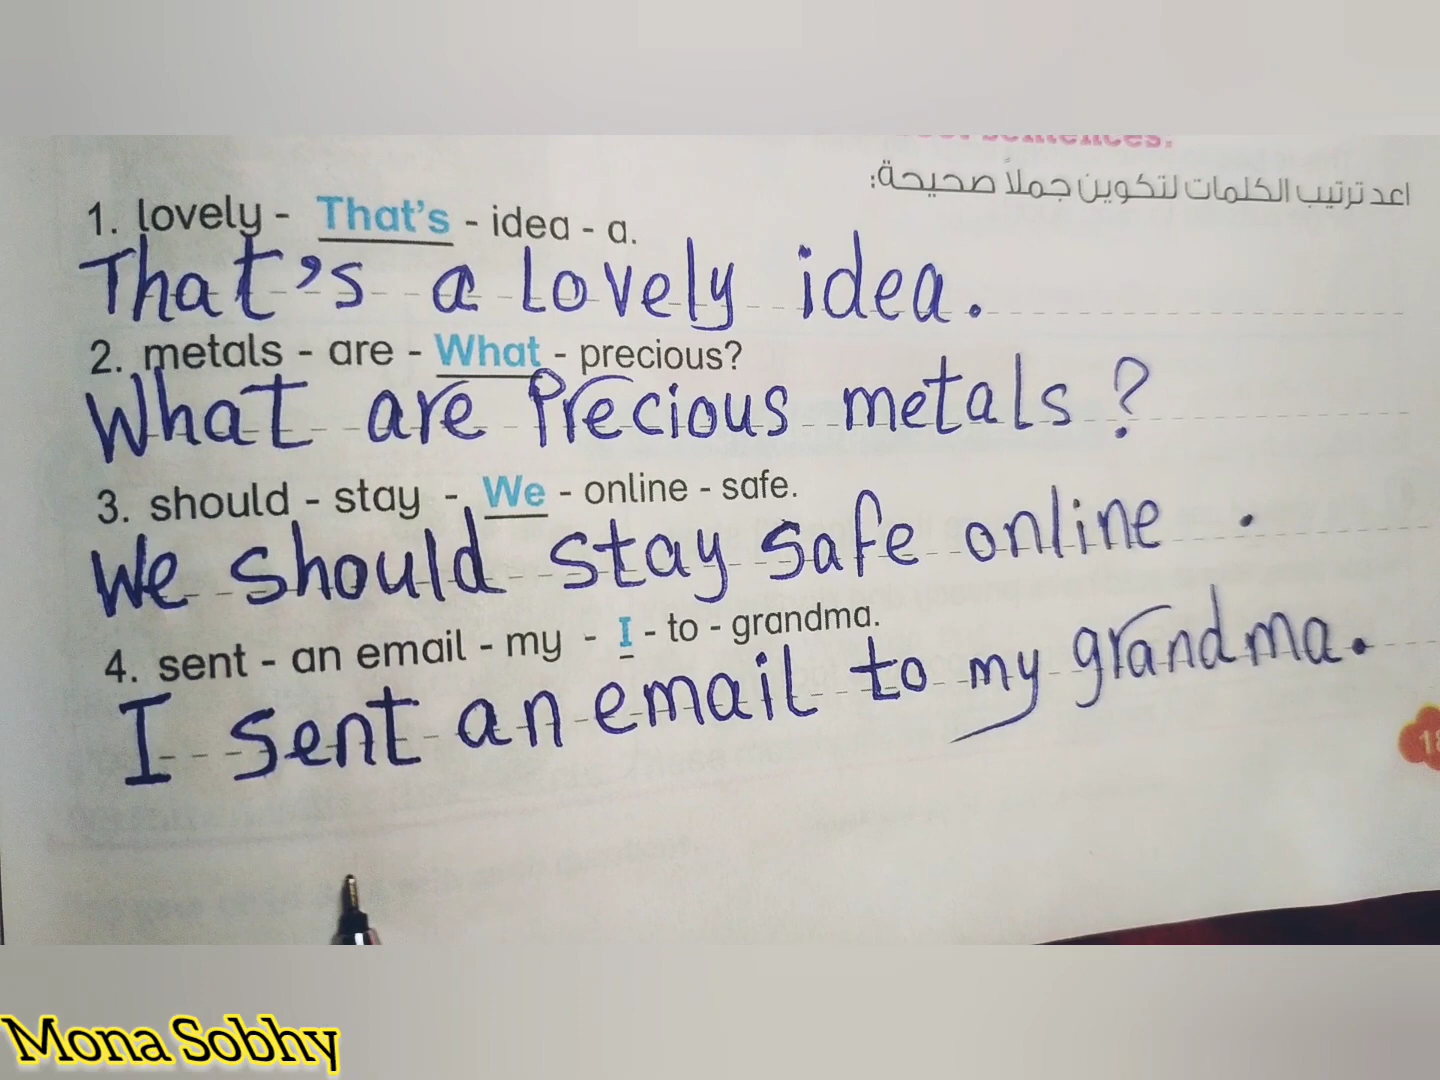 sentences.
اعد ترتيب الكلمات لتكوين جملاً صحيحة:
1. lovely - That's - idea - a.
That's a lovely idea.
2. metals - are - What - precious?
What are Precious metals?
3. should - stay - We - online - safe.
We should stay safe online.
4. sent - an email - my - I - to - grandma.
I sent an email to my grandma.
18
Mona Sobhy